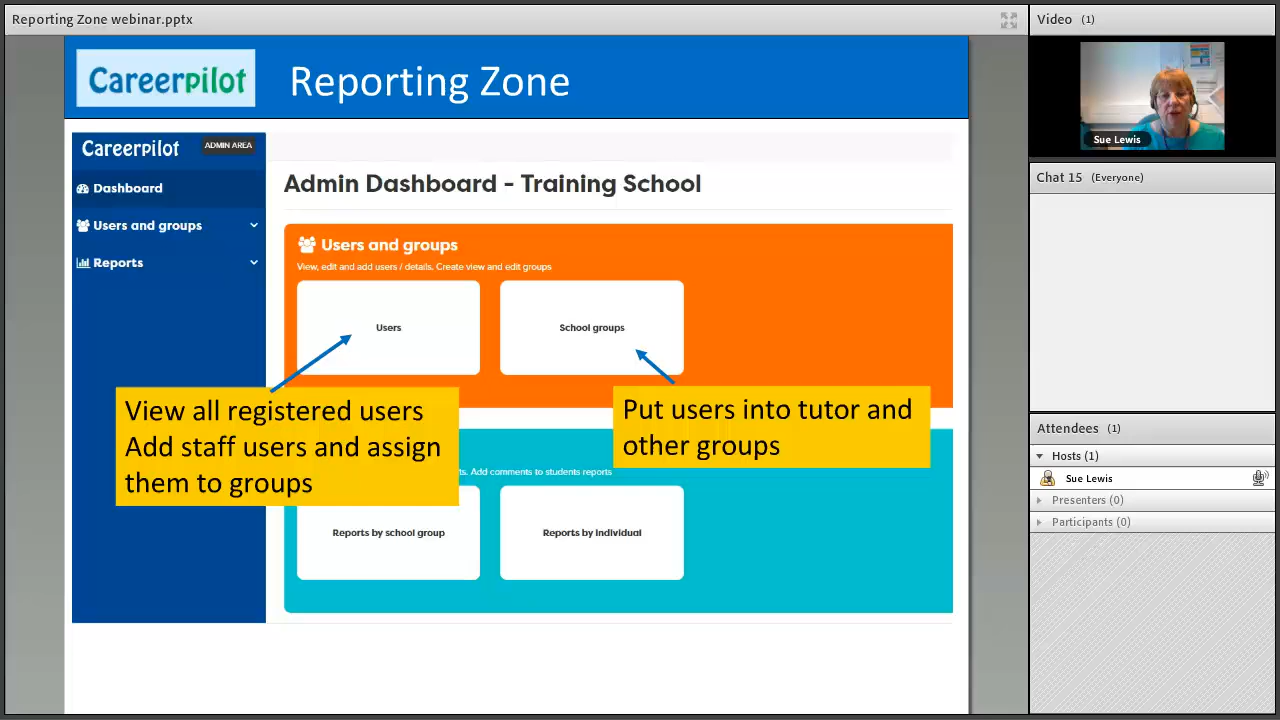 Reporting Zone webinar.pptx
Careerpilot
Reporting Zone
Careerpilot
ADMIN AREA
Dashboard
Users and groups
Reports
Admin Dashboard - Training School
Users and groups
View, edit and add users / details. Create view and edit groups
Users
School groups
View all registered users
Add staff users and assign
them to groups
Put users into tutor and
other groups
Add comments to students reports
Reports by school group
Reports by individual
Video (1)
Sue Lewis
Chat 15 (Everyone)
Attendees (1)
Hosts (1)
Sue Lewis
Presenters (0)
Participants (0)